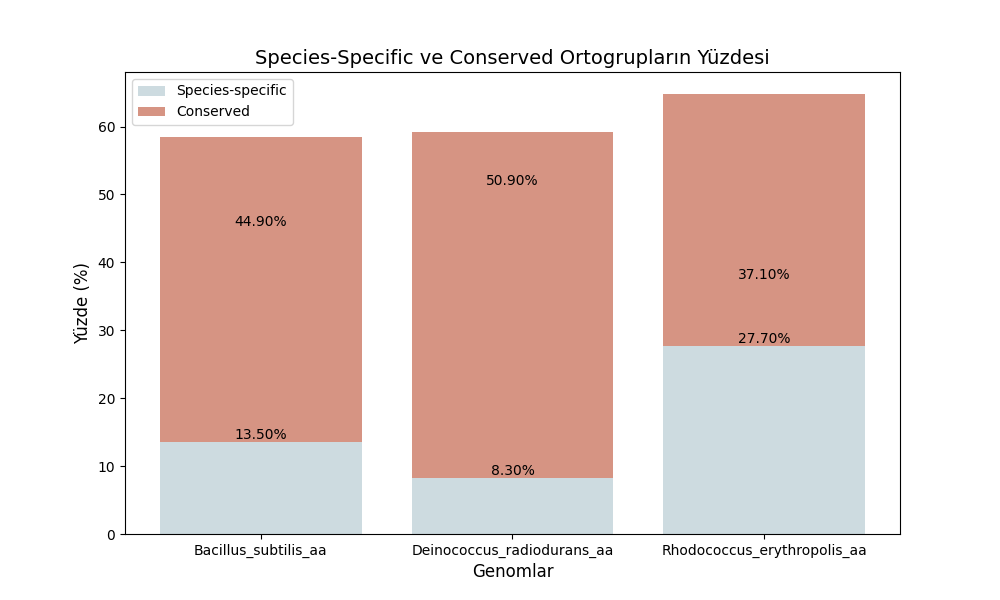 Species-Specific ve Conserved Ortogrupların Yüzdesi
Species-specific
Conserved
Yüzde (%)
60
50
40
30
20
10
0
44.90%
13.50%
50.90%
8.30%
37.10%
27.70%
Bacillus_subtilis_aa
Deinococcus_radiodurans_aa
Rhodococcus_erythropolis_aa
Genomlar